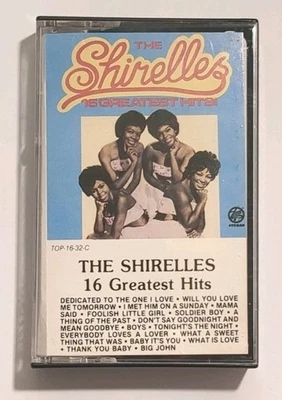 THE
Shirelles
16 GREATEST HITS!
TOP-16-32-C
THE SHIRELLES
16 Greatest Hits
DEDICATED TO THE ONE I LOVE • WILL YOU LOVE
ME TOMORROW • I MET HIM ON A SUNDAY • MAMA
SAID • FOOLISH LITTLE GIRL • SOLDIER BOY • A
THING OF THE PAST • DON'T SAY GOODNIGHT AND
MEAN GOODBYE • BOYS • TONIGHT'S THE NIGHT •
EVERYBODY LOVES A LOVER • WHAT A SWEET
THING THAT WAS • BABY IT'S YOU • WHAT IS LOVE
• THANK YOU BABY • BIG JOHN